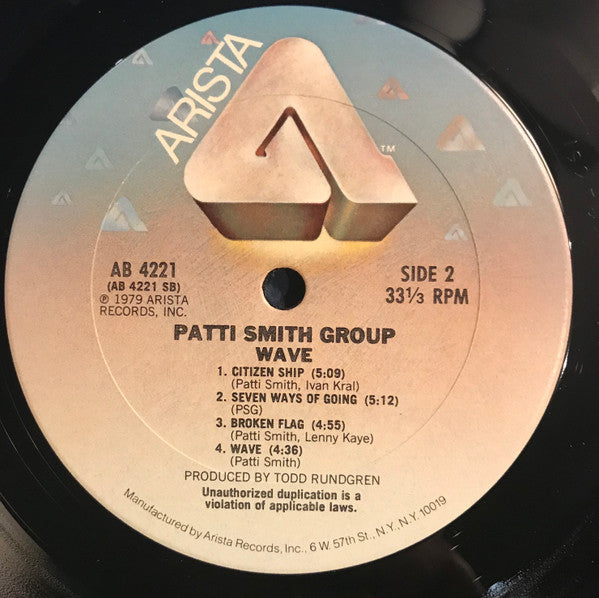 ARISTA
TM
AB 4221
(AB 4221 SB)
℗ 1979 ARISTA
RECORDS, INC.
SIDE 2
33⅓ RPM
PATTI SMITH GROUP
WAVE
1. CITIZEN SHIP (5:09)
(Patti Smith, Ivan Kral)
2. SEVEN WAYS OF GOING (5:12)
(PSG)
3. BROKEN FLAG (4:55)
(Patti Smith, Lenny Kaye)
4. WAVE (4:36)
(Patti Smith)
PRODUCED BY TODD RUNDGREN
Unauthorized duplication is a
violation of applicable laws.
Manufactured by Arista Records, Inc., 6 W. 57th St., N.Y., N.Y. 10019